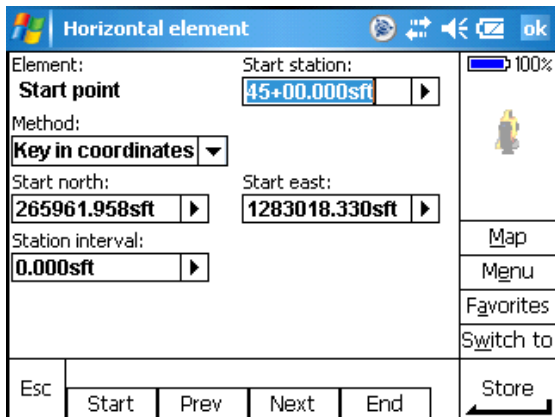 Horizontal element ok
Element: Start station: 100%
Start point 45+00.000sft
Method:
Key in coordinates
Start north: Start east:
265961.958sft 1283018.330sft
Station interval: Map
0.000sft Menu
Favorites
Switch to
Esc Start Prev Next End Store